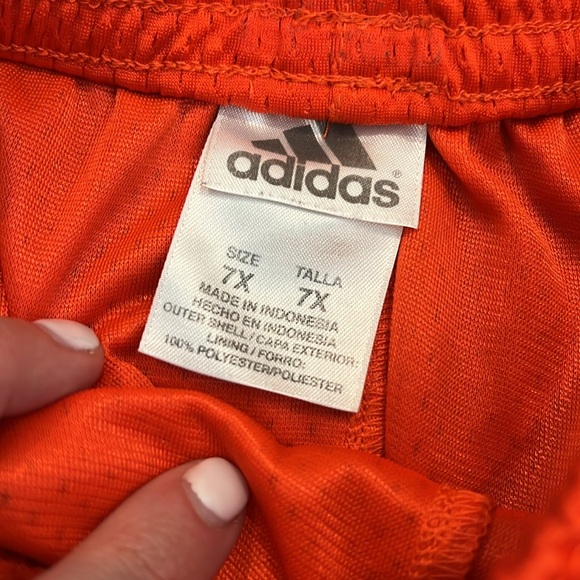 adidas®
SIZE TALLA
7X 7X
MADE IN INDONESIA
HECHO EN INDONESIA
OUTER SHELL / CAPA EXTERIOR:
LINING / FORRO:
100% POLYESTER/POLIESTER